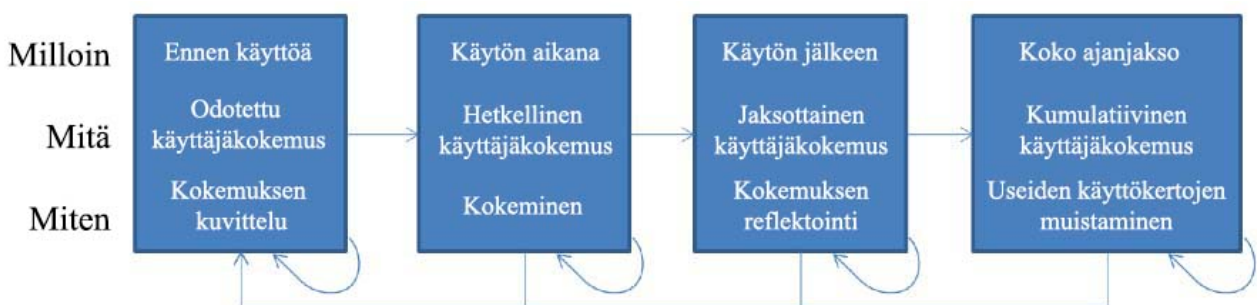 Milloin
Ennen käyttöä
Käytön aikana
Käytön jälkeen
Koko ajanjakso
Mitä
Odotettu
käyttäjäkokemus
Hetkellinen
käyttäjäkokemus
Jaksottainen
käyttäjäkokemus
Kumulatiivinen
käyttäjäkokemus
Miten
Kokemuksen
kuvittelu
Kokeminen
Kokemuksen
reflektointi
Useiden käyttökertojen
muistaminen